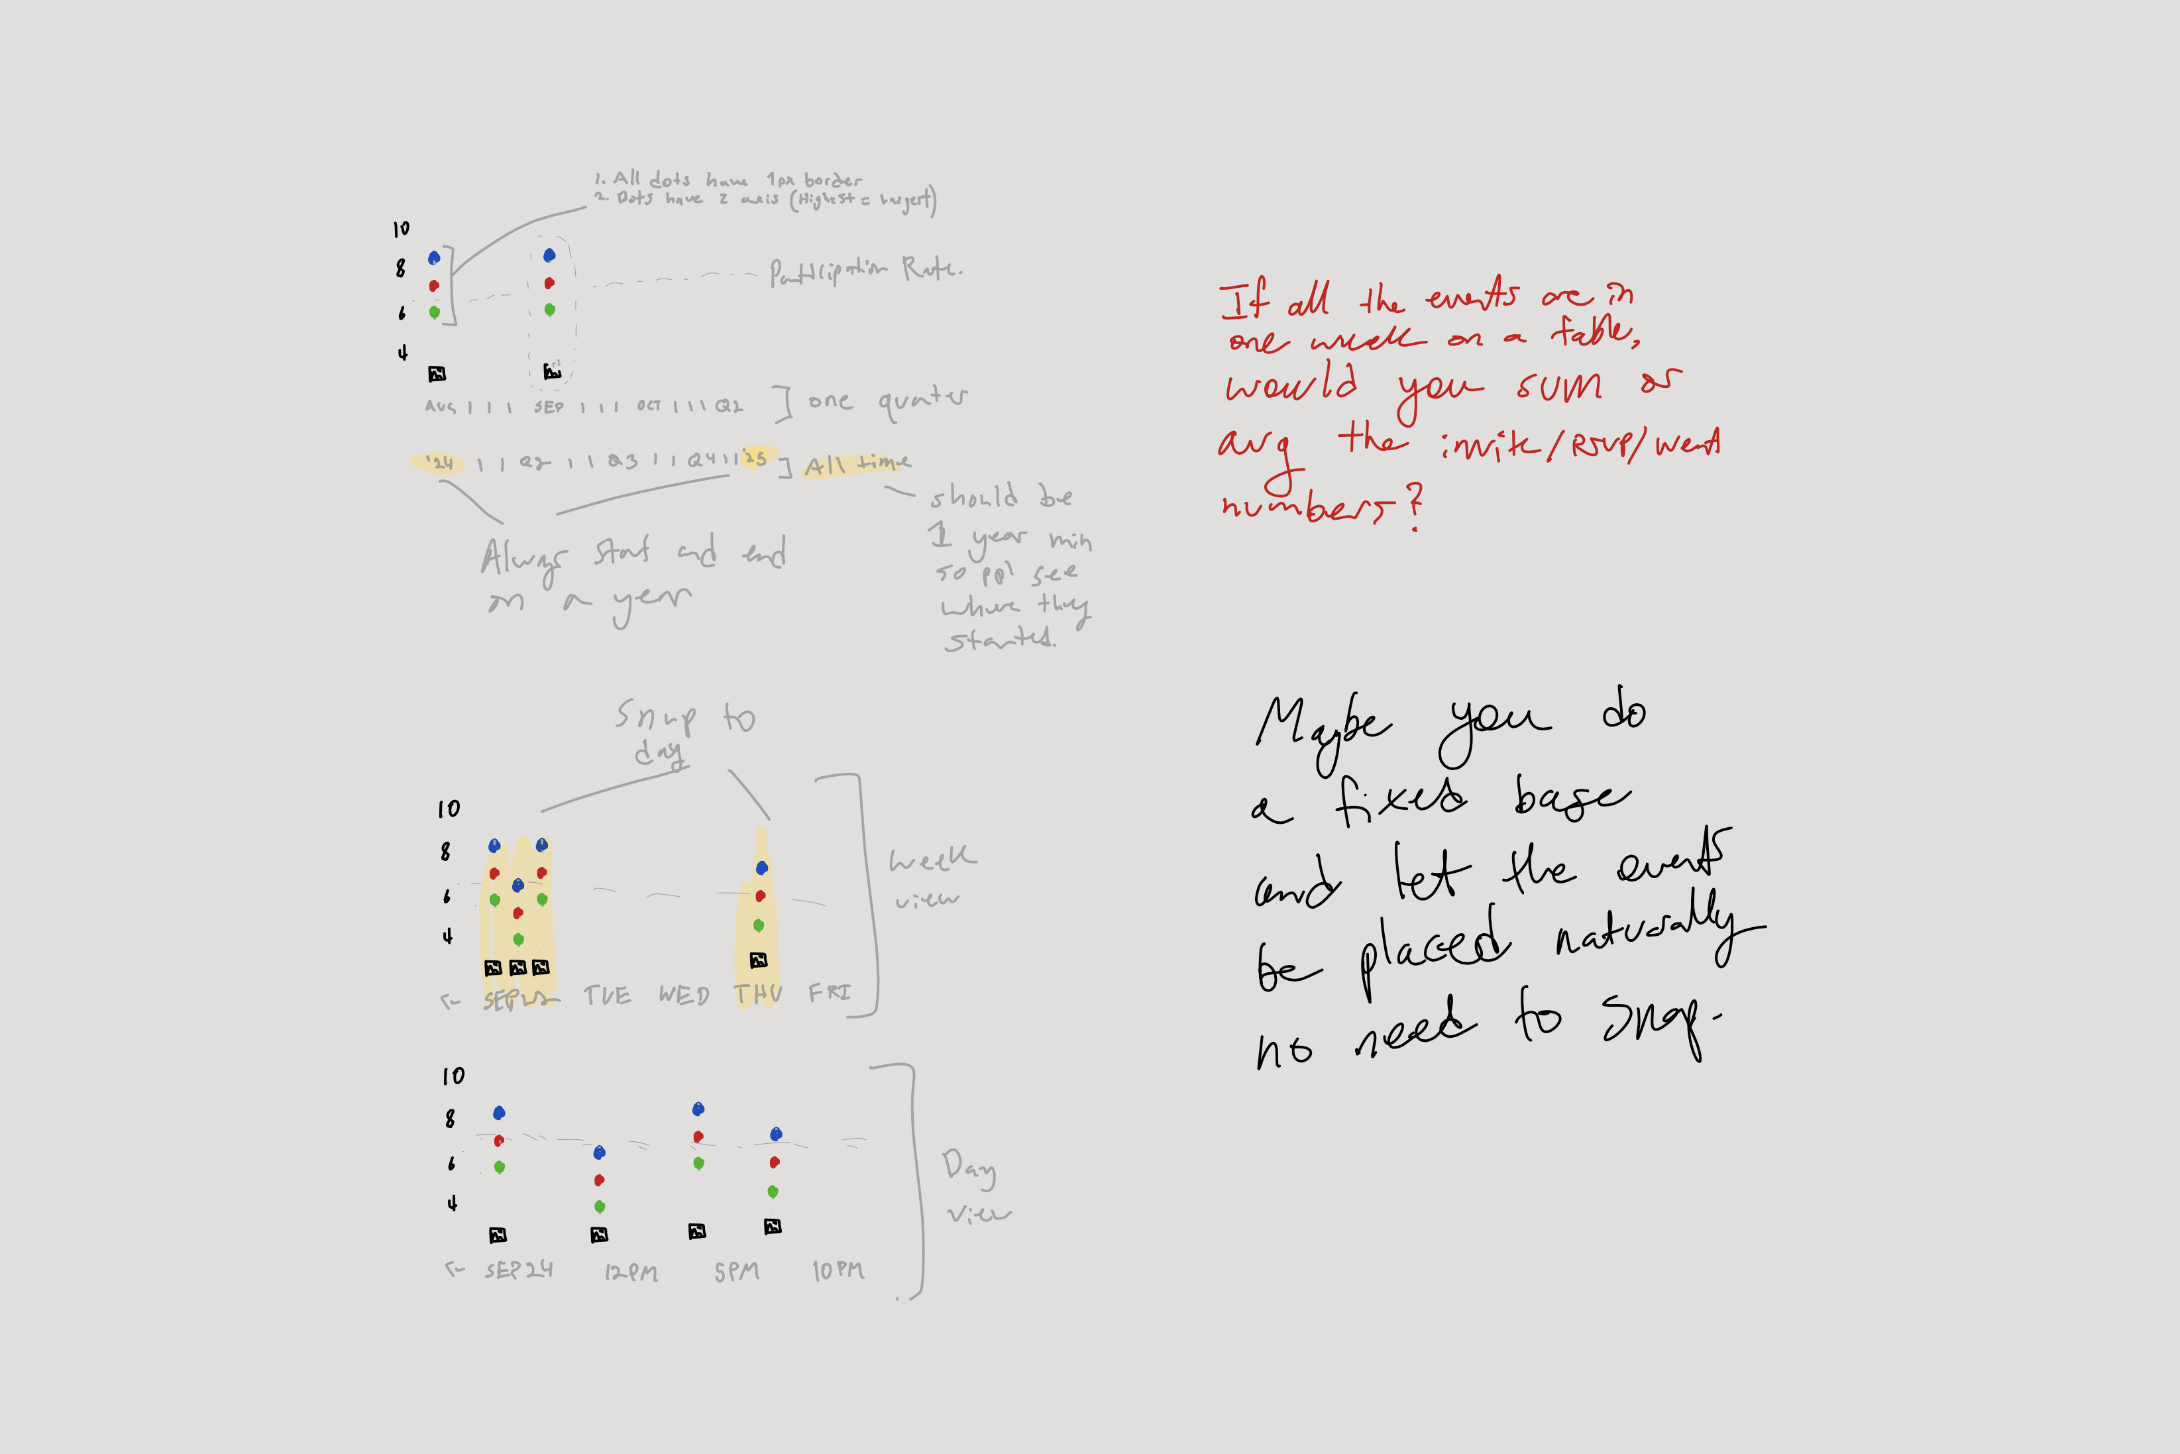 1. All dots have 1px border
2. Dots have z axis (Highest = largest)
10
8
6
4
Participation Rate.
AUG | | | SEP | | | OCT | | | Q2 ] one quater
'24 | | Q2 | | Q3 | | Q4 | | '25 ] All time
Always start and end
on a year
should be
1 year min
so ppl see
where they
started.
Snap to
day
10
8
6
4
← SEP TUE WED THU FRI
Week
view
10
8
6
4
← SEP 24 12PM 5PM 10PM
Day
view
If all the events are in
one week on a table,
would you sum or
avg the invite/RSVP/went
numbers?
Maybe you do
a fixed base
and let the events
be placed naturally
no need to snap.